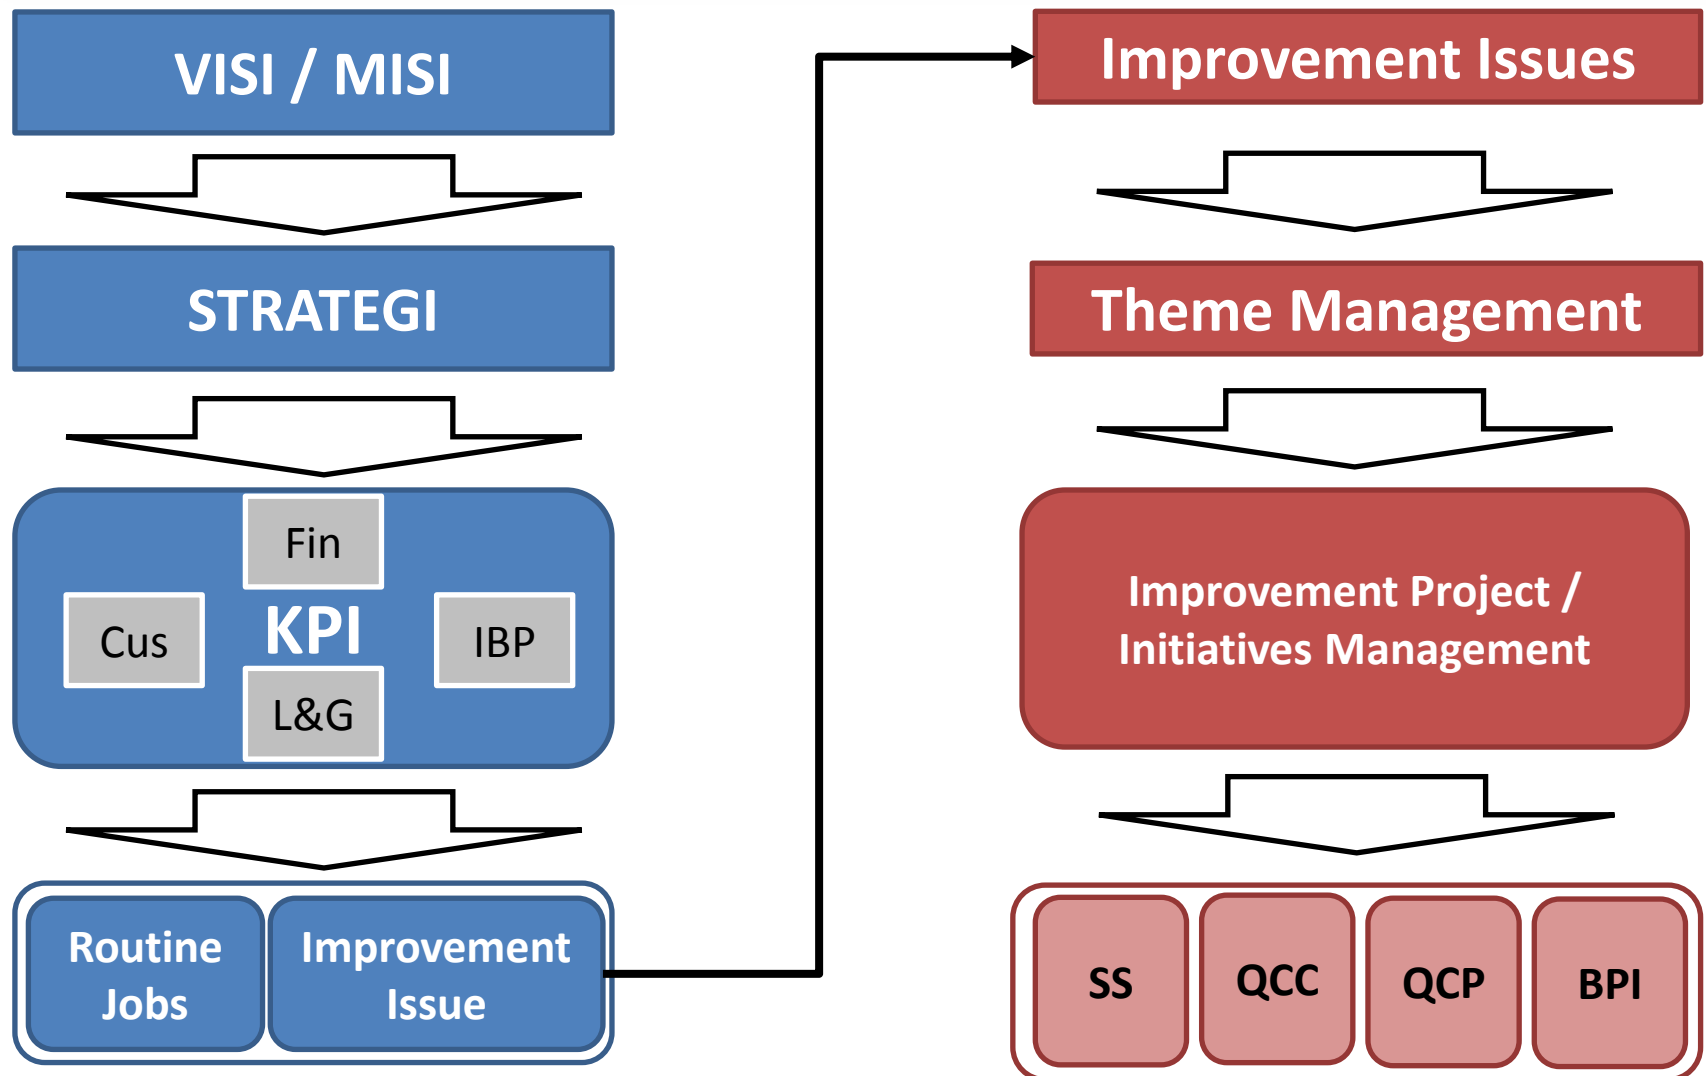 VISI / MISI
STRATEGI
Fin
Cus
KPI
IBP
L&G
Routine
Jobs
Improvement
Issue
Improvement Issues
Theme Management
Improvement Project /
Initiatives Management
SS
QCC
QCP
BPI